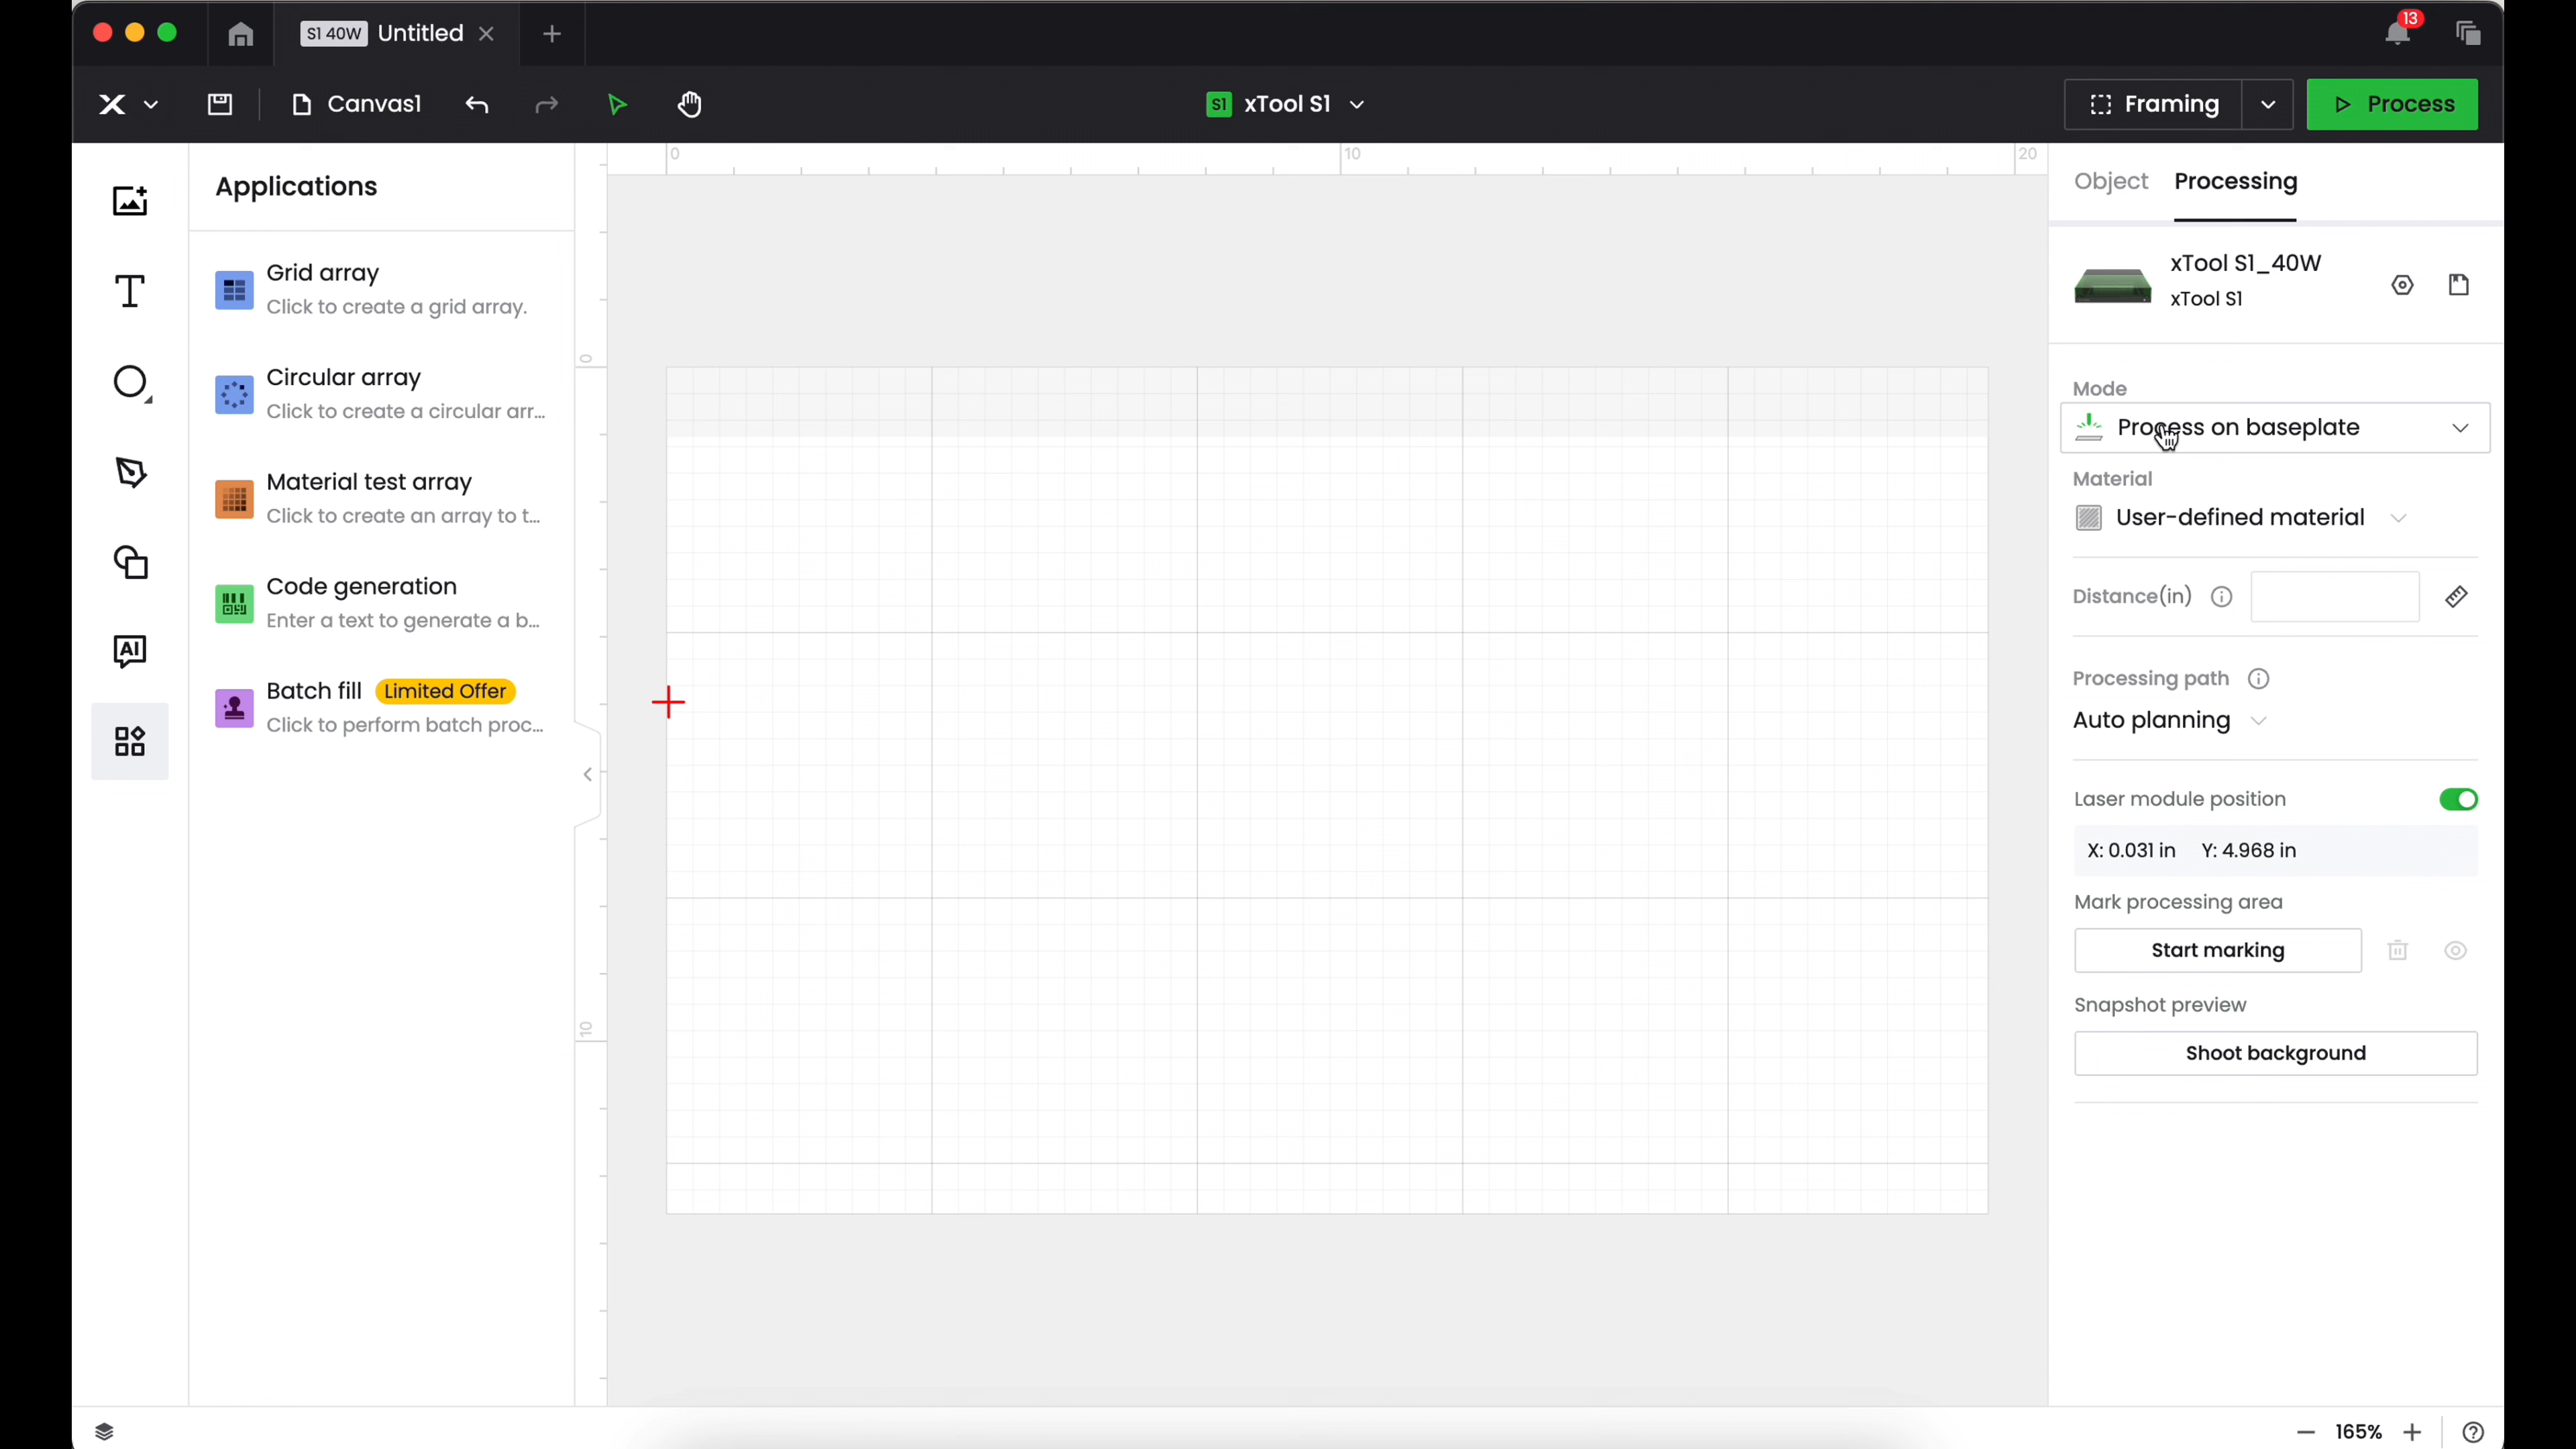 S1 40W Untitled
13
Canvas1
S1 xTool S1
Framing
Process
Applications
Grid array
Click to create a grid array.
Circular array
Click to create a circular arr...
Material test array
Click to create an array to t...
Code generation
Enter a text to generate a b...
Batch fill Limited Offer
Click to perform batch proc...
T
AI
0 10 20
0
10
Object Processing
xTool S1_40W
xTool S1
Mode
Process on baseplate
Material
User-defined material
Distance(in)
Processing path
Auto planning
Laser module position
X: 0.031 in Y: 4.968 in
Mark processing area
Start marking
Snapshot preview
Shoot background
165%